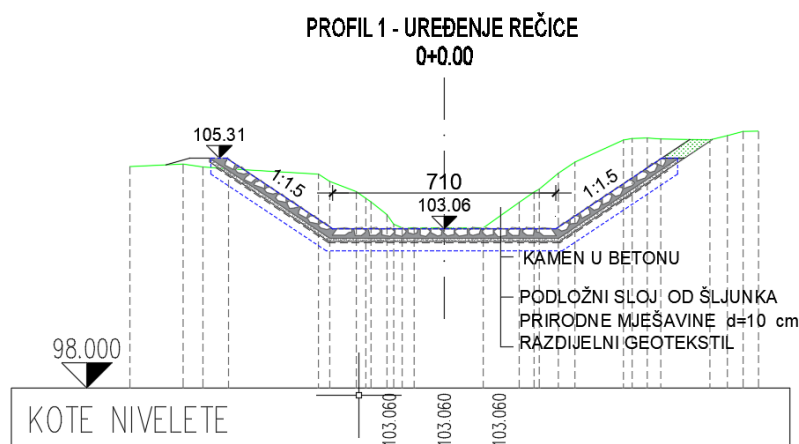 PROFIL 1 - UREĐENJE REČICE
0+0.00
105.31
1:1.5
710
1:1.5
103.06
KAMEN U BETONU
PODLOŽNI SLOJ OD ŠLJUNKA
PRIRODNE MJEŠAVINE d=10 cm
RAZDIJELNI GEOTEKSTIL
98.000
KOTE NIVELETE
103.060
103.060
103.060